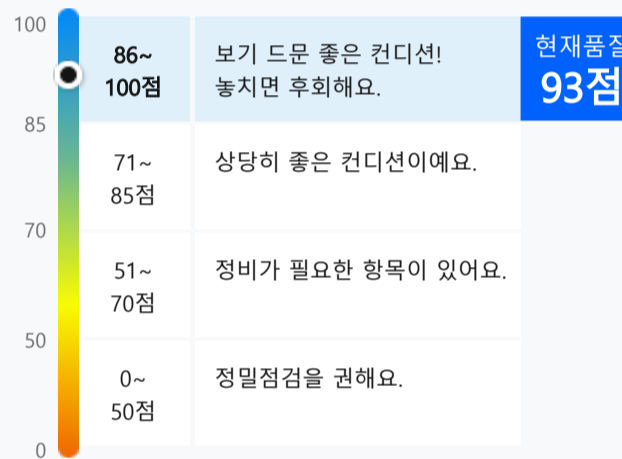 100
86~
100점
보기 드문 좋은 컨디션!
놓치면 후회해요.
현재품질
93점
85
71~
85점
상당히 좋은 컨디션이예요.
70
51~
70점
정비가 필요한 항목이 있어요.
50
0~
50점
정밀점검을 권해요.
0